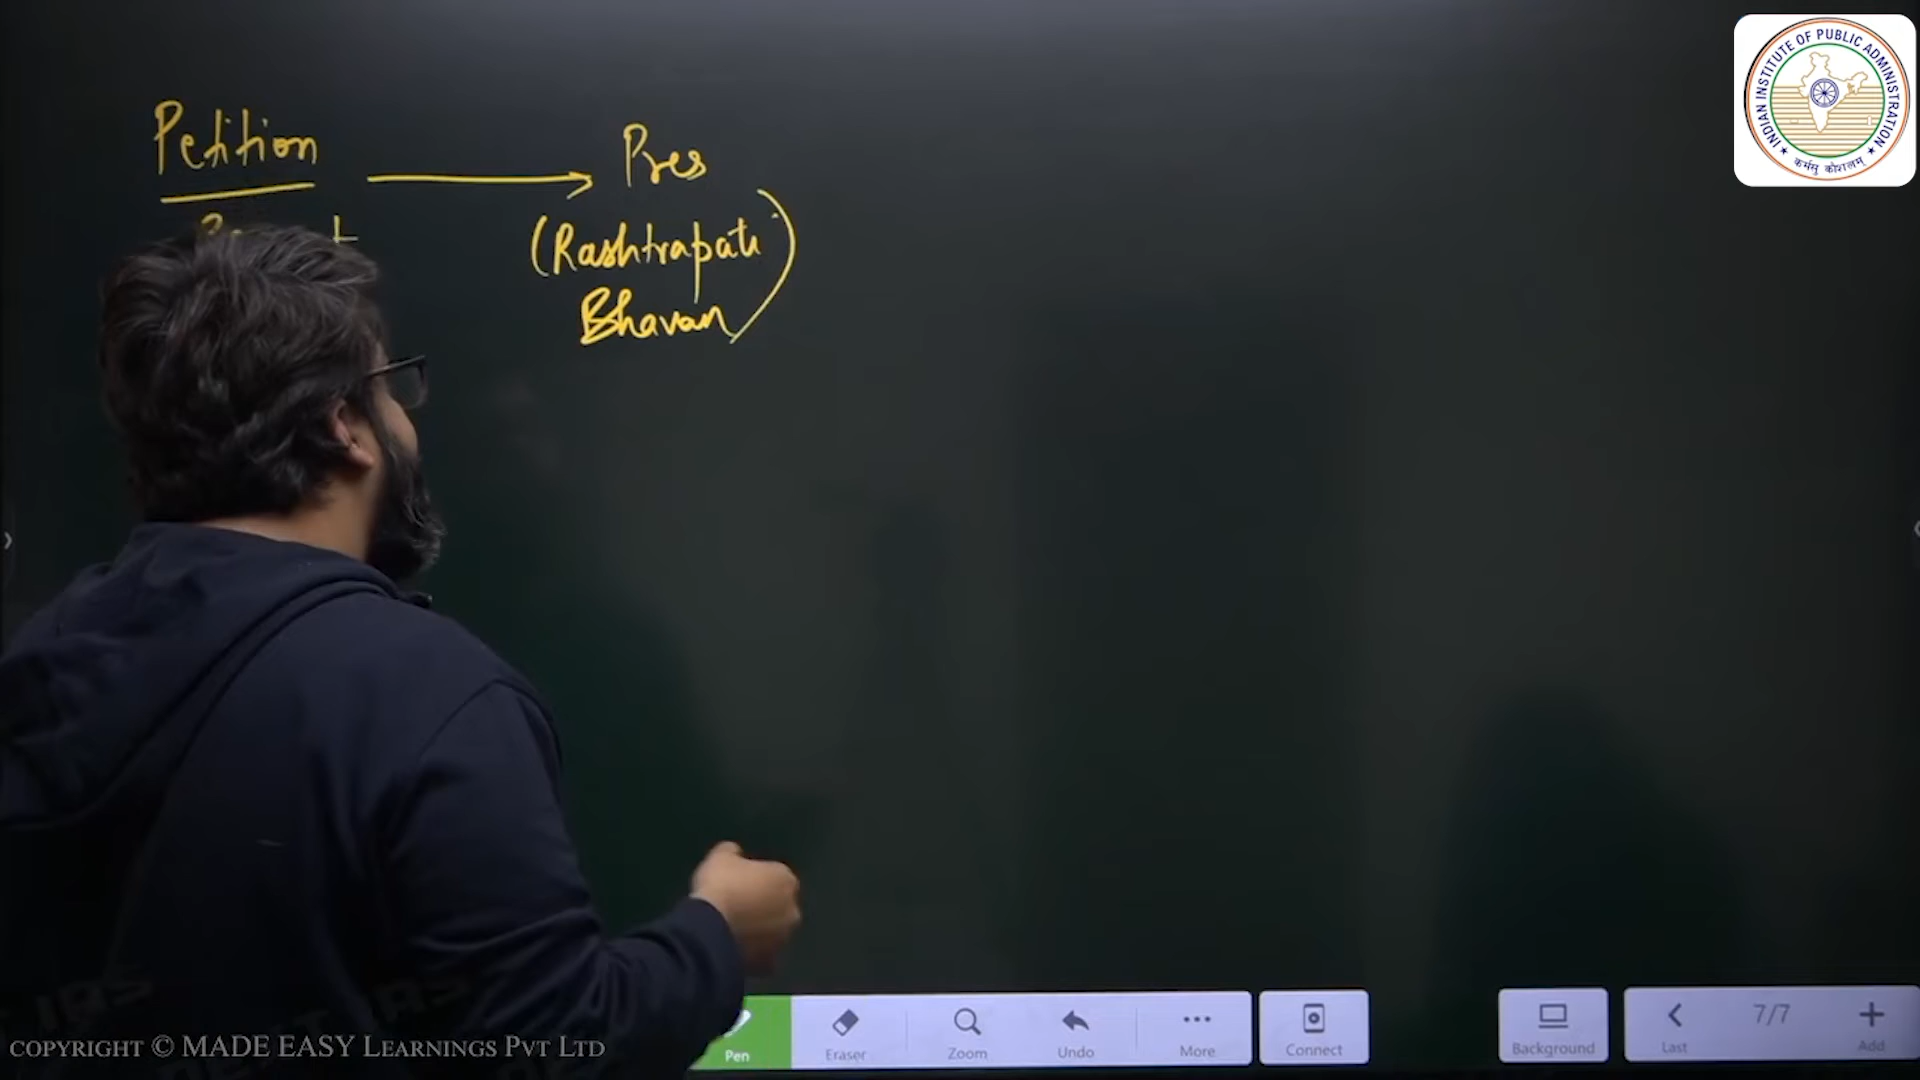 Petition
Pres
(Rashtrapati
Bhavan)
INDIAN INSTITUTE OF PUBLIC ADMINISTRATION
कर्मसु कौशलम्
Pen
Eraser
Zoom
Undo
More
Connect
Background
Last
7/7
Add
COPYRIGHT © MADE EASY LEARNINGS PVT LTD